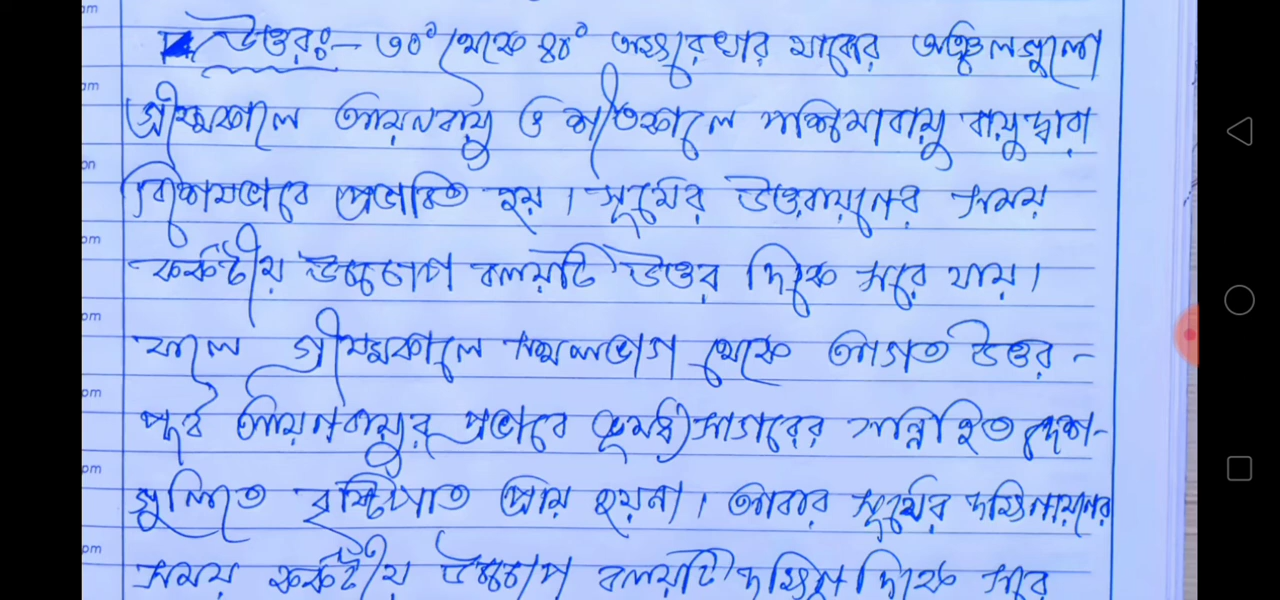 উত্তরঃ- ৩০° থেকে ৪০° অক্ষরেখার মাঝের অঞ্চলগুলো
গ্রীষ্মকালে আয়নবায়ু ও শীতকালে পশ্চিমাবায়ু বায়ুদ্বারা
বিশেষভাবে প্রভাবিত হয়। সূর্যের উত্তরায়নের সময়
কর্কটীয় উচ্চচাপ বলয়টি উত্তর দিকে সরে যায়।
ফলে গ্রীষ্মকালে স্থলভাগ থেকে আগত উত্তর-
পূর্ব আয়নবায়ুর প্রভাবে ভূমধ্যসাগরের সন্নিহিত দেশ-
গুলিতে বৃষ্টিপাত প্রায় হয়না। আবার সূর্যের দক্ষিনায়নের
সময় কর্কটীয় উচ্চচাপ বলয়টি দক্ষিণ দিকে সরে